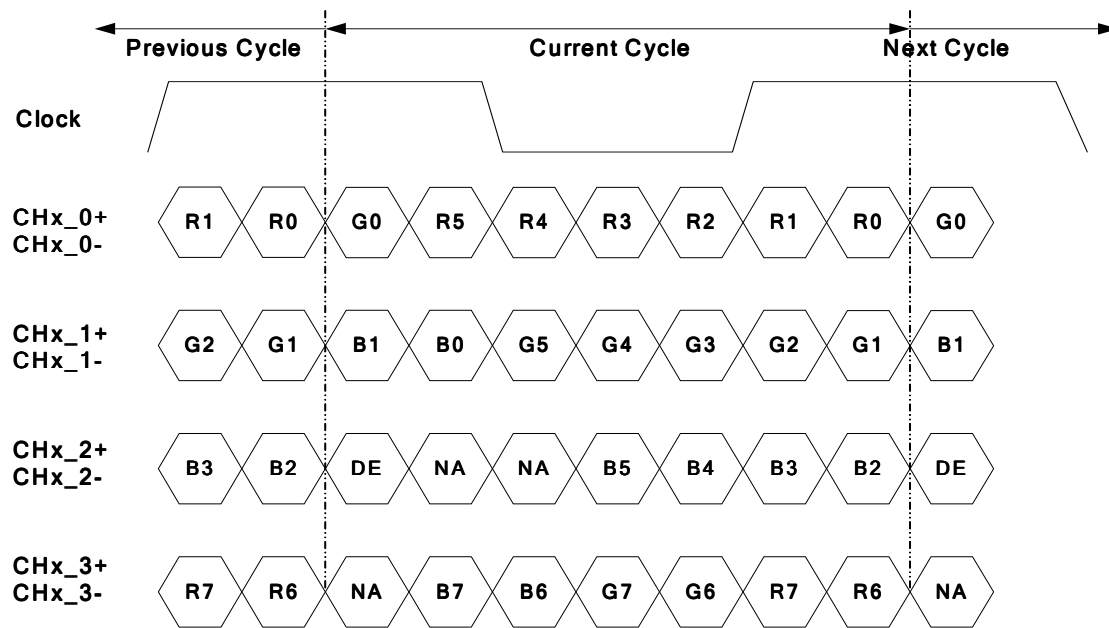 Previous Cycle Current Cycle Next Cycle
Clock
CHx_0+
CHx_0-
R1 R0 G0 R5 R4 R3 R2 R1 R0 G0
CHx_1+
CHx_1-
G2 G1 B1 B0 G5 G4 G3 G2 G1 B1
CHx_2+
CHx_2-
B3 B2 DE NA NA B5 B4 B3 B2 DE
CHx_3+
CHx_3-
R7 R6 NA B7 B6 G7 G6 R7 R6 NA